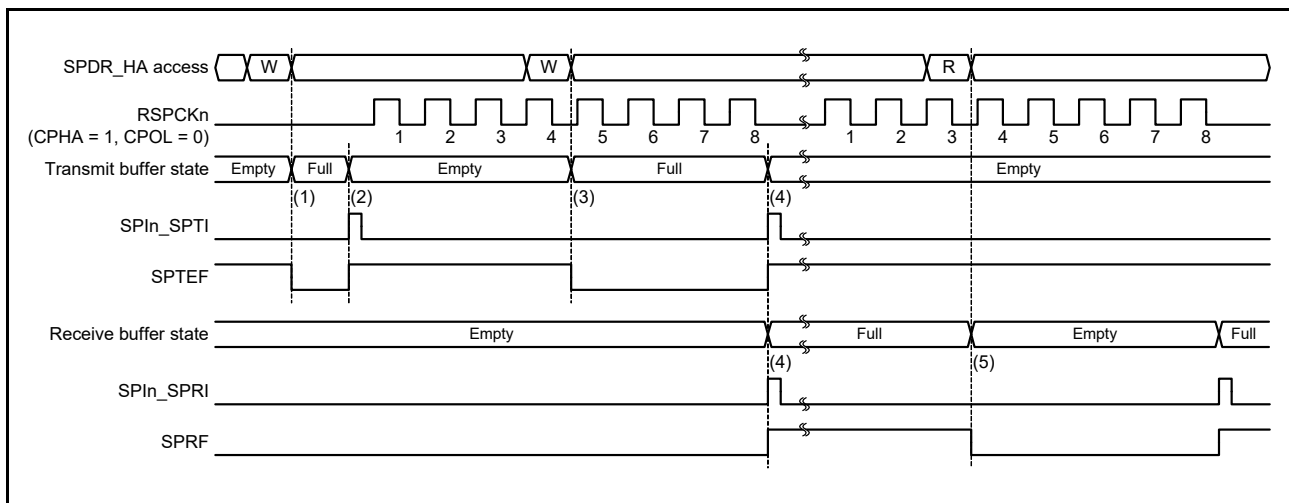 SPDR_HA access W W R
RSPCKn
(CPHA = 1, CPOL = 0) 1 2 3 4 5 6 7 8 1 2 3 4 5 6 7 8
Transmit buffer state Empty Full Empty Full Empty
(1) (2) (3) (4)
SPIn_SPTI
SPTEF
Receive buffer state Empty Full Empty Full
(4) (5)
SPIn_SPRI
SPRF